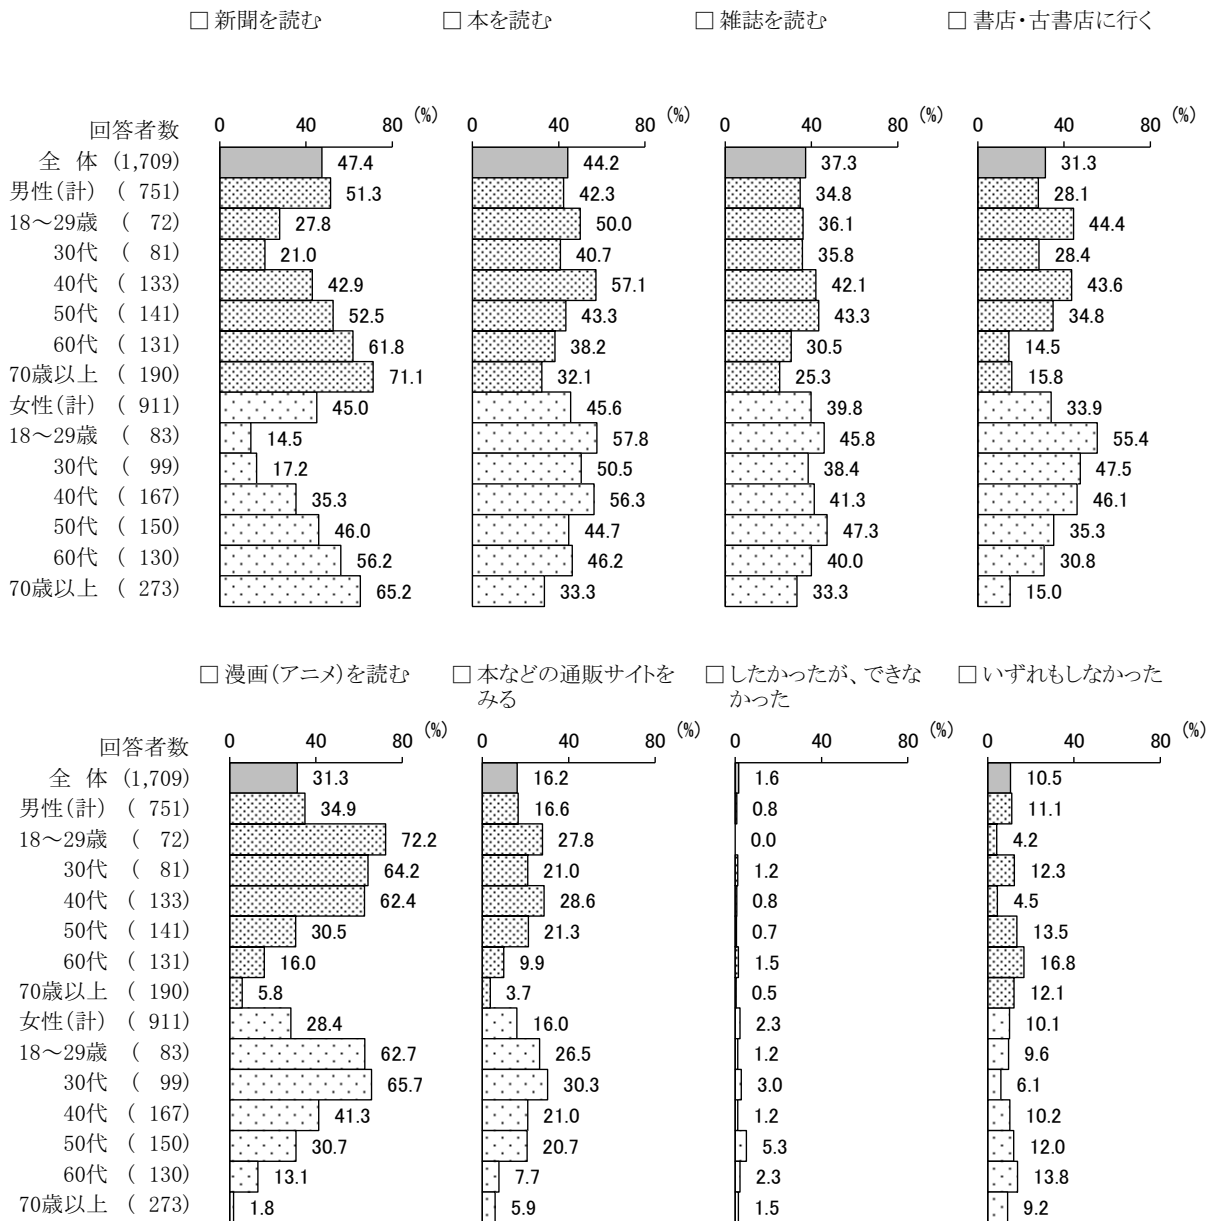 □ 新聞を読む □ 本を読む □ 雑誌を読む □ 書店・古書店に行く
回答者数 0 40 80 (%) 0 40 80 (%) 0 40 80 (%) 0 40 80 (%)
全 体 (1,709) 47.4 44.2 37.3 31.3
男性(計) ( 751) 51.3 42.3 34.8 28.1
18～29歳 ( 72) 27.8 50.0 36.1 44.4
30代 ( 81) 21.0 40.7 35.8 28.4
40代 ( 133) 42.9 57.1 42.1 43.6
50代 ( 141) 52.5 43.3 43.3 34.8
60代 ( 131) 61.8 38.2 30.5 14.5
70歳以上 ( 190) 71.1 32.1 25.3 15.8
女性(計) ( 911) 45.0 45.6 39.8 33.9
18～29歳 ( 83) 14.5 57.8 45.8 55.4
30代 ( 99) 17.2 50.5 38.4 47.5
40代 ( 167) 35.3 56.3 41.3 46.1
50代 ( 150) 46.0 44.7 47.3 35.3
60代 ( 130) 56.2 46.2 40.0 30.8
70歳以上 ( 273) 65.2 33.3 33.3 15.0
□ 漫画(アニメ)を読む □ 本などの通販サイトを □ したかったが、できな □ いずれもしなかった
みる かった
回答者数 0 40 80 (%) 0 40 80 (%) 0 40 80 (%) 0 40 80 (%)
全 体 (1,709) 31.3 16.2 1.6 10.5
男性(計) ( 751) 34.9 16.6 0.8 11.1
18～29歳 ( 72) 72.2 27.8 0.0 4.2
30代 ( 81) 64.2 21.0 1.2 12.3
40代 ( 133) 62.4 28.6 0.8 4.5
50代 ( 141) 30.5 21.3 0.7 13.5
60代 ( 131) 16.0 9.9 1.5 16.8
70歳以上 ( 190) 5.8 3.7 0.5 12.1
女性(計) ( 911) 28.4 16.0 2.3 10.1
18～29歳 ( 83) 62.7 26.5 1.2 9.6
30代 ( 99) 65.7 30.3 3.0 6.1
40代 ( 167) 41.3 21.0 1.2 10.2
50代 ( 150) 30.7 20.7 5.3 12.0
60代 ( 130) 13.1 7.7 2.3 13.8
70歳以上 ( 273) 1.8 5.9 1.5 9.2